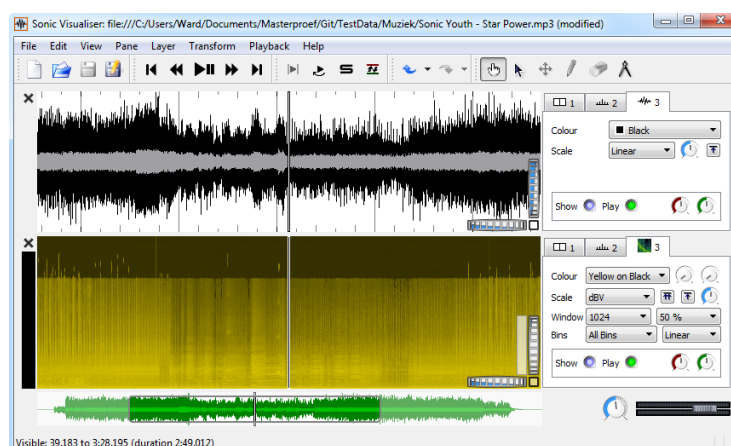 Sonic Visualiser: file:///C:/Users/Ward/Documents/Masterproef/Git/TestData/Muziek/Sonic Youth - Star Power.mp3 (modified)
File Edit View Pane Layer Transform Playback Help
1 2 3
Colour Black
Scale Linear
Show Play
1 2 3
Colour Yellow on Black
Scale dBV
Window 1024 50 %
Bins All Bins Linear
Show Play
Visible: 39.183 to 3:28.195 (duration 2:49.012)